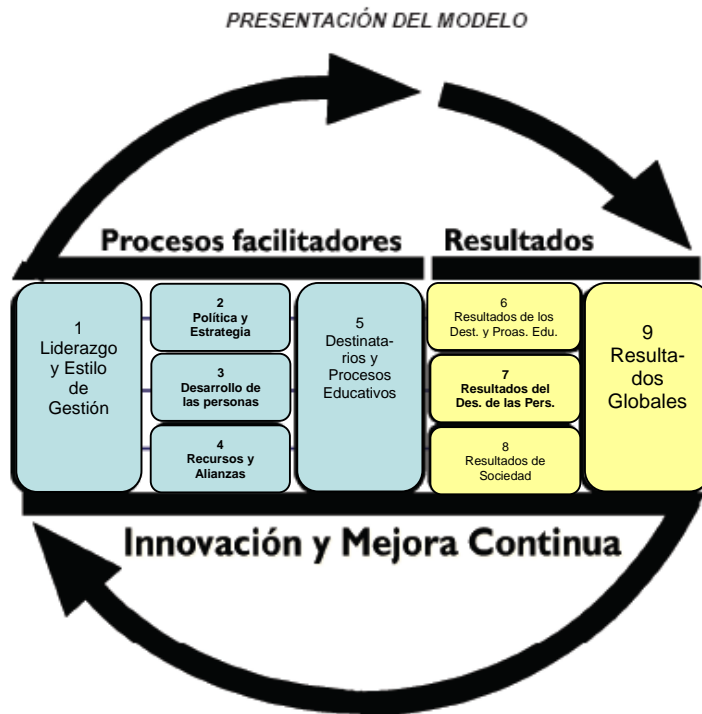 PRESENTACIÓN DEL MODELO
Procesos facilitadores
Resultados
1
Liderazgo
y Estilo
de
Gestión
2
Política y
Estrategia
3
Desarrollo de
las personas
4
Recursos y
Alianzas
5
Destinata-
rios y
Procesos
Educativos
6
Resultados de los
Dest. y Proas. Edu.
7
Resultados del
Des. de las Pers.
8
Resultados de
Sociedad
9
Resulta-
dos
Globales
Innovación y Mejora Continua